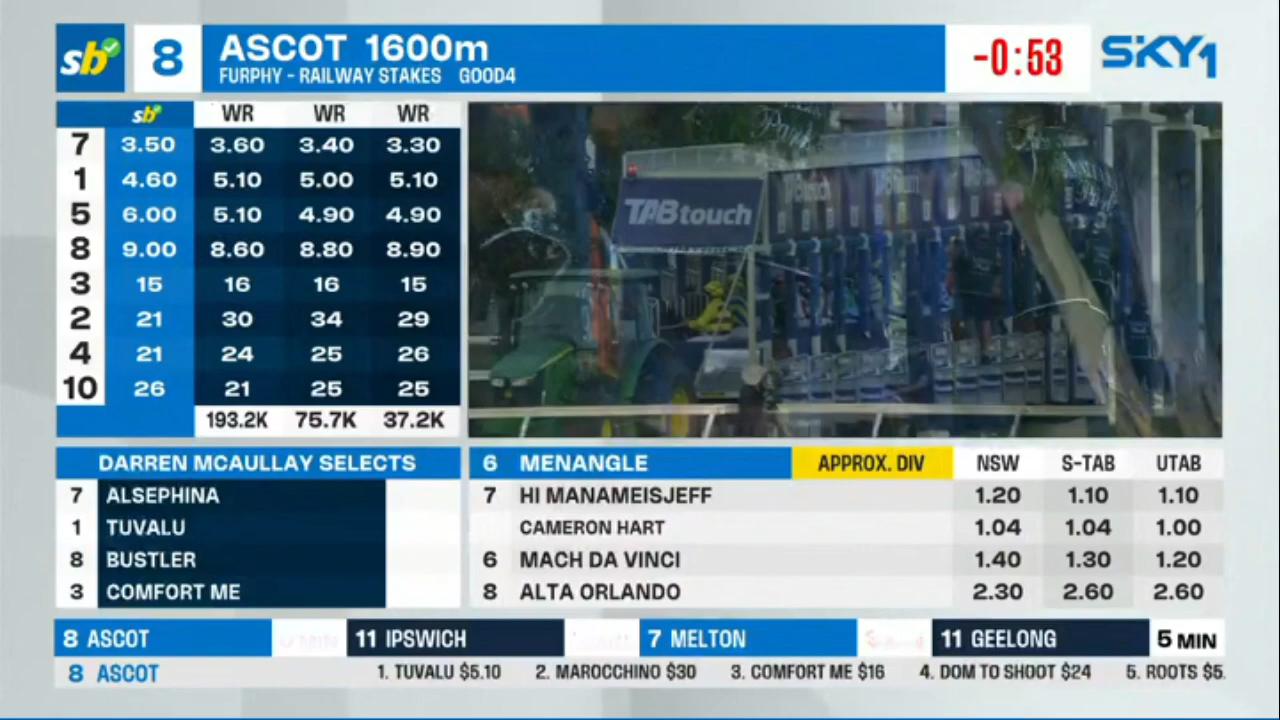 sb 8 ASCOT 1600m -0:53 SKY1
FURPHY - RAILWAY STAKES GOOD4
sb WR WR WR
7 3.50 3.60 3.40 3.30
1 4.60 5.10 5.00 5.10
5 6.00 5.10 4.90 4.90
8 9.00 8.60 8.80 8.90
3 15 16 16 15
2 21 30 34 29
4 21 24 25 26
10 26 21 25 25
193.2K 75.7K 37.2K
TABtouch
TABtouch
DARREN MCAULLAY SELECTS
7 ALSEPHINA
1 TUVALU
8 BUSTLER
3 COMFORT ME
6 MENANGLE APPROX. DIV NSW S-TAB UTAB
7 HI MANAMEISJEFF 1.20 1.10 1.10
CAMERON HART 1.04 1.04 1.00
6 MACH DA VINCI 1.40 1.30 1.20
8 ALTA ORLANDO 2.30 2.60 2.60
8 ASCOT 11 IPSWICH 7 MELTON 11 GEELONG 5 MIN
8 ASCOT 1. TUVALU $5.10 2. MAROCCHINO $30 3. COMFORT ME $16 4. DOM TO SHOOT $24 5. ROOTS $5.